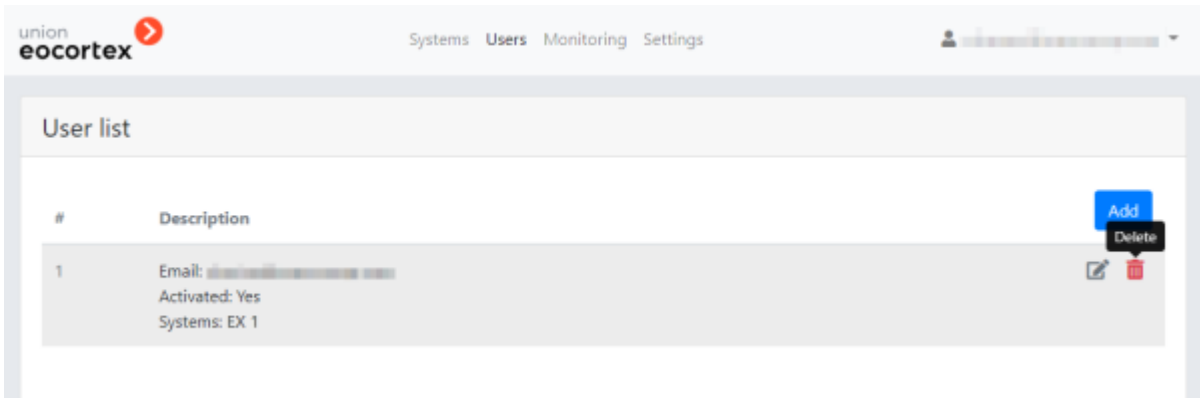 union
eocortex
Systems Users Monitoring Settings
User list
# Description
Add
Delete
1 Email:
Activated: Yes
Systems: EX 1